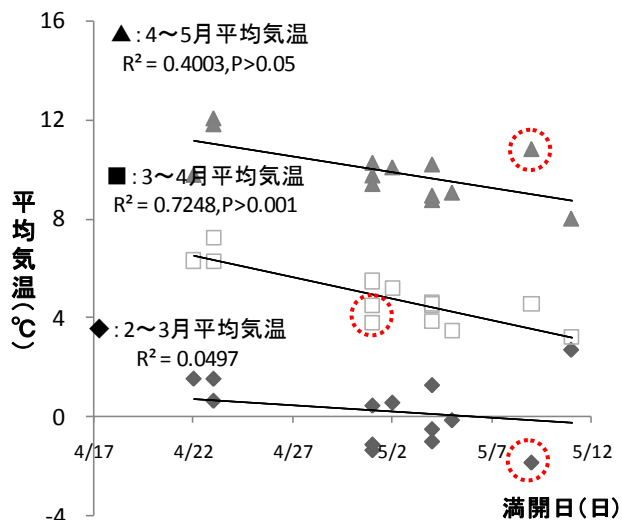 16
12
8
4
0
-4
▲：4～5月平均気温
R² = 0.4003,P>0.05
■：3～4月平均気温
R² = 0.7248,P>0.001
◆：2～3月平均気温
R² = 0.0497
平均気温（℃）
4/17 4/22 4/27 5/2 5/7 5/12
満開日（日）